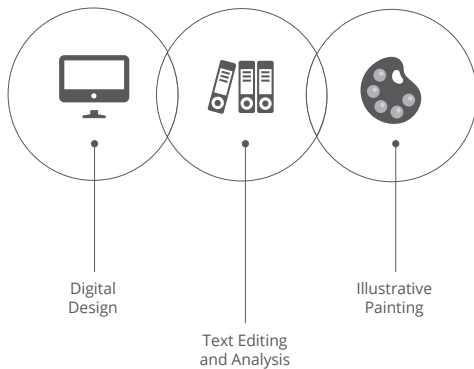 Digital
Design
Text Editing
and Analysis
Illustrative
Painting